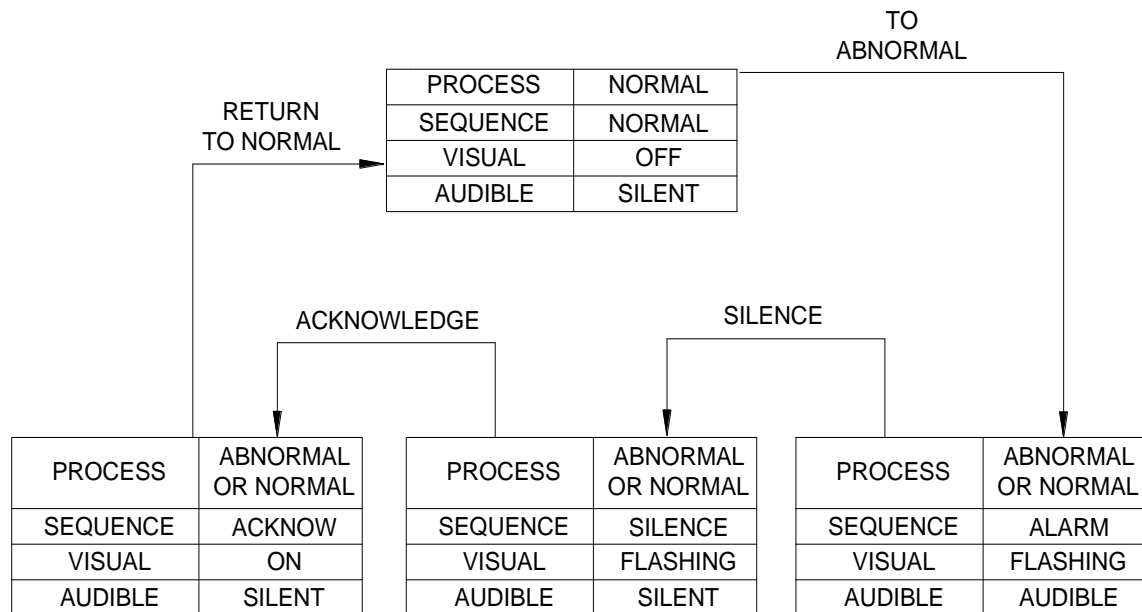 TO
ABNORMAL
PROCESS NORMAL
SEQUENCE NORMAL
VISUAL OFF
AUDIBLE SILENT
RETURN
TO NORMAL
ACKNOWLEDGE
SILENCE
PROCESS ABNORMAL
OR NORMAL
SEQUENCE ACKNOW
VISUAL ON
AUDIBLE SILENT
PROCESS ABNORMAL
OR NORMAL
SEQUENCE SILENCE
VISUAL FLASHING
AUDIBLE SILENT
PROCESS ABNORMAL
OR NORMAL
SEQUENCE ALARM
VISUAL FLASHING
AUDIBLE AUDIBLE